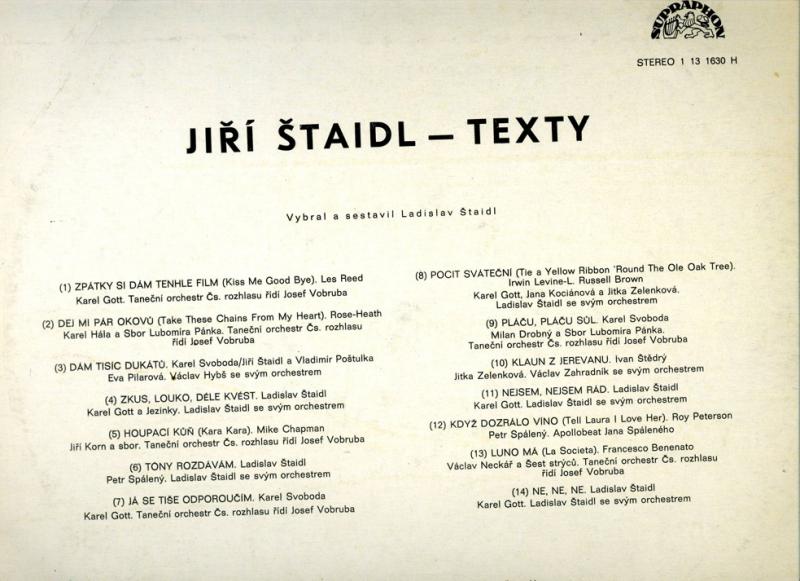 SUPRAPHON
STEREO 1 13 1630 H
JIŘÍ ŠTAIDL – TEXTY
Vybral a sestavil Ladislav Štaidl
(1) ZPÁTKY SI DÁM TENHLE FILM (Kiss Me Good Bye). Les Reed
Karel Gott. Taneční orchestr Čs. rozhlasu řídí Josef Vobruba
(2) DEJ MI PÁR OKOVŮ (Take These Chains From My Heart). Rose-Heath
Karel Hála a Sbor Lubomíra Pánka. Taneční orchestr Čs. rozhlasu
řídí Josef Vobruba
(3) DÁM TISÍC DUKÁTŮ. Karel Svoboda/Jiří Štaidl a Vladimír Poštulka
Eva Pilarová. Václav Hybš se svým orchestrem
(4) ZKUS, LOUKO, DÉLE KVÉST. Ladislav Štaidl
Karel Gott a Jezinky. Ladislav Štaidl se svým orchestrem
(5) HOUPACÍ KŮŇ (Kara Kara). Mike Chapman
Jiří Korn a sbor. Taneční orchestr Čs. rozhlasu řídí Josef Vobruba
(6) TÓNY ROZDÁVÁM. Ladislav Štaidl
Petr Spálený. Ladislav Štaidl se svým orchestrem
(7) JÁ SE TIŠE ODPOROUČÍM. Karel Svoboda
Karel Gott. Taneční orchestr Čs. rozhlasu řídí Josef Vobruba
(8) POCIT SVÁTEČNÍ (Tie a Yellow Ribbon 'Round The Ole Oak Tree).
Irwin Levine-L. Russell Brown
Karel Gott, Jana Kociánová a Jitka Zelenková.
Ladislav Štaidl se svým orchestrem
(9) PLÁČU, PLÁČU SŮL. Karel Svoboda
Milan Drobný a Sbor Lubomíra Pánka.
Taneční orchestr Čs. rozhlasu řídí Josef Vobruba
(10) KLAUN Z JEREVANU. Ivan Štědrý
Jitka Zelenková. Václav Zahradník se svým orchestrem
(11) NEJSEM, NEJSEM RÁD. Ladislav Štaidl
Karel Gott. Ladislav Štaidl se svým orchestrem
(12) KDYŽ DOZRÁLO VÍNO (Tell Laura I Love Her). Roy Peterson
Petr Spálený. Apollobeat Jana Spáleného
(13) LUNO MÁ (La Societa). Francesco Benenato
Václav Neckář a Šest strýců. Taneční orchestr Čs. rozhlasu
řídí Josef Vobruba
(14) NE, NE, NE. Ladislav Štaidl
Karel Gott. Ladislav Štaidl se svým orchestrem